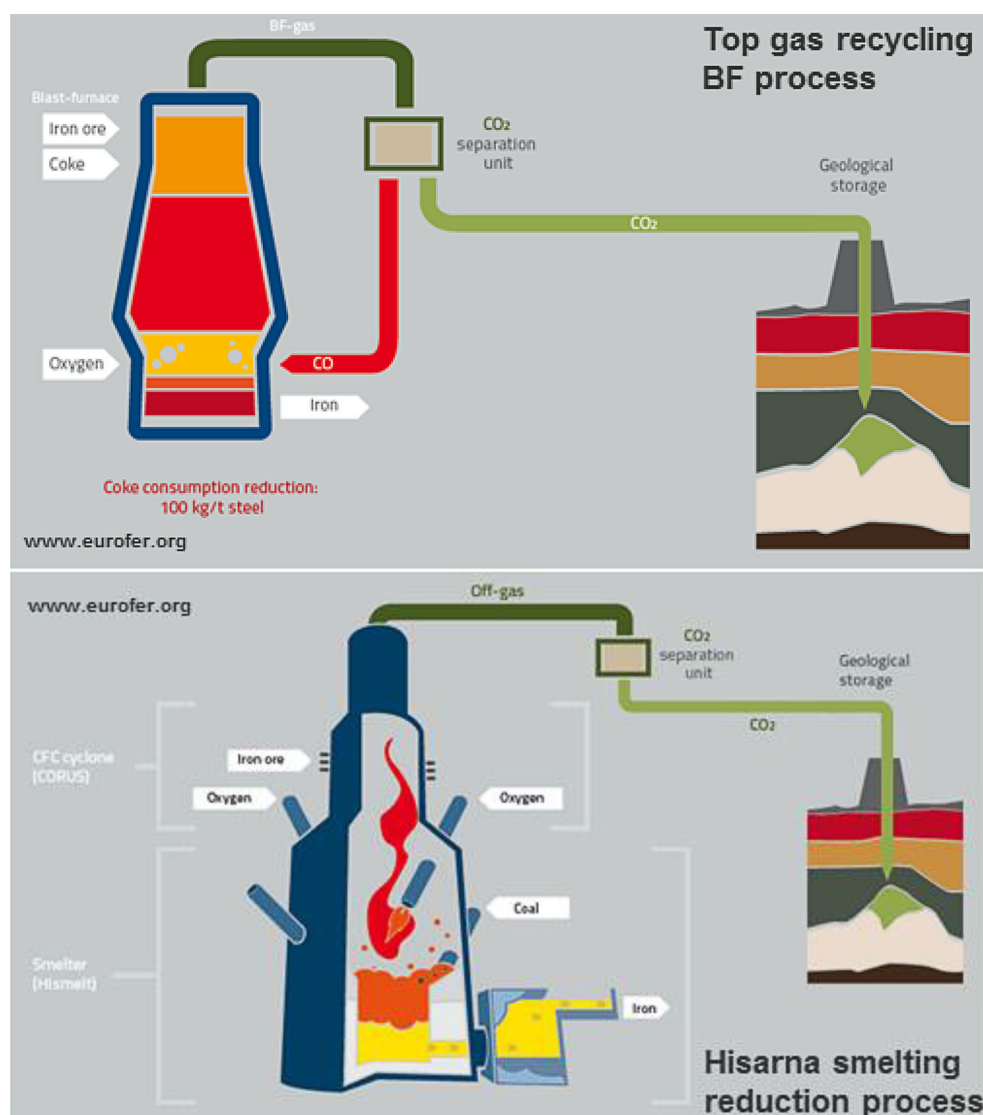 BF-gas
Top gas recycling
BF process
Blast-furnace
Iron ore
Coke
CO₂
separation
unit
Geological
storage
CO₂
Oxygen
CO
Iron
Coke consumption reduction:
100 kg/t steel
www.eurofer.org
www.eurofer.org
Off-gas
CO₂
separation
unit
Geological
storage
CO₂
CFC cyclone
(CORUS)
Iron ore
Oxygen
Oxygen
Coal
Smelter
(Hismelt)
Iron
Hisarna smelting
reduction process